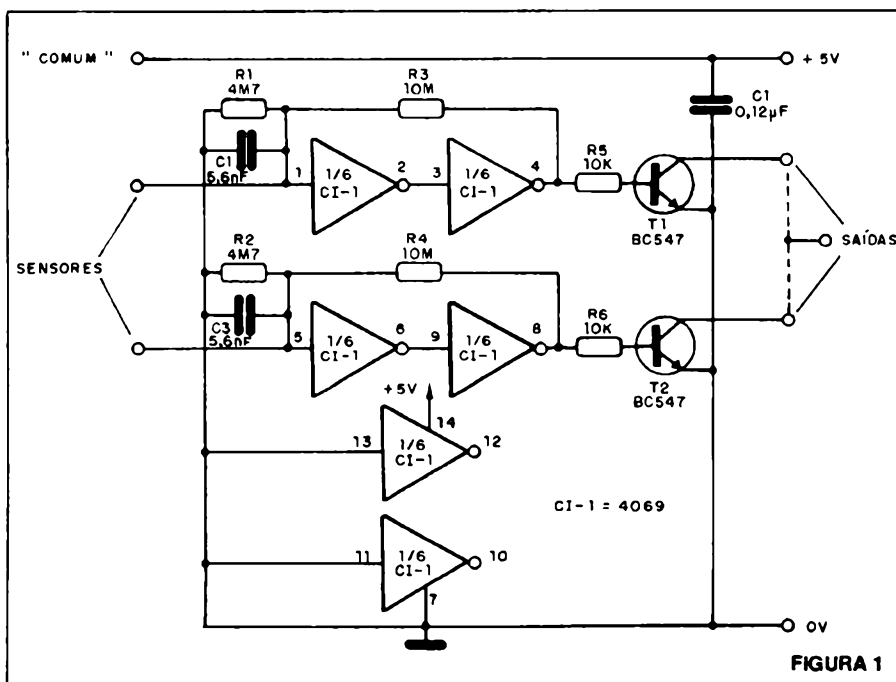 " COMUM "
+ 5V
R1
4M7
R3
10M
C1
0,12µF
C1
5,6nF
1
1/6
CI-1
2
3
1/6
CI-1
4
R5
10K
T1
BC547
SENSORES
SAÍDAS
R2
4M7
R4
10M
C3
5,6nF
5
1/6
CI-1
6
9
1/6
CI-1
8
R6
10K
T2
BC547
+5V
14
13
1/6
CI-1
12
CI-1 = 4069
11
1/6
CI-1
10
7
0V
FIGURA 1